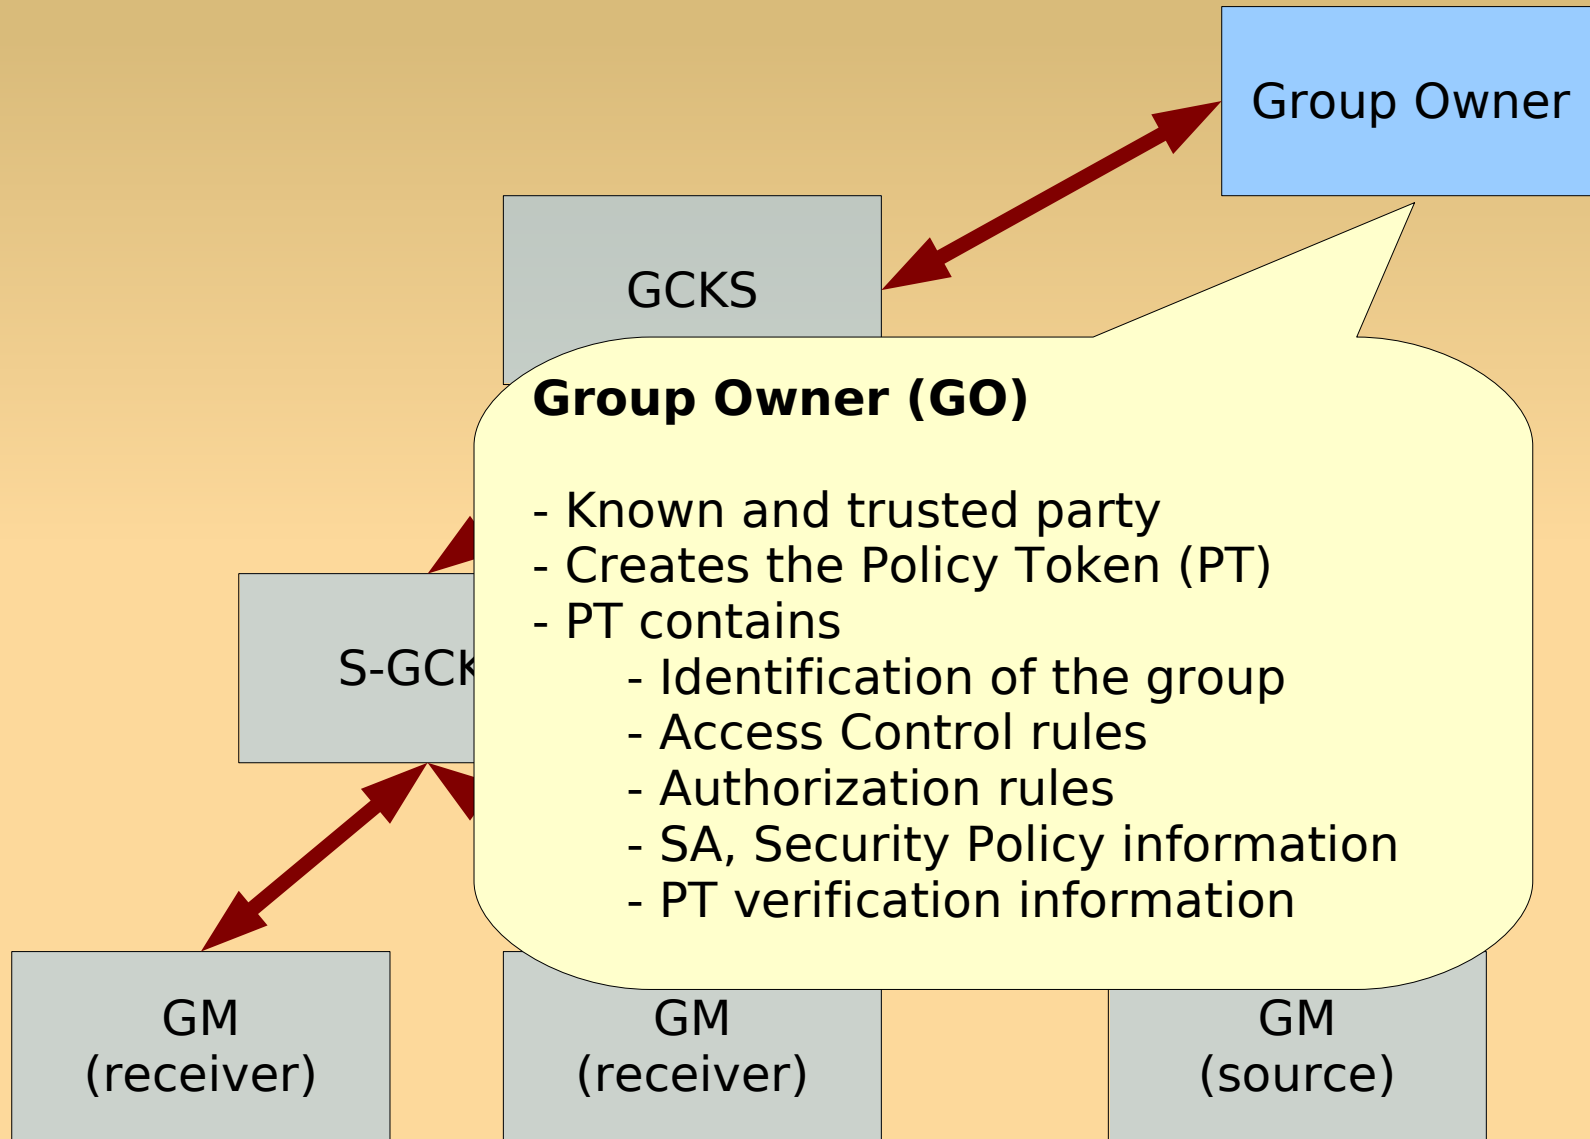 Group Owner
GCKS
Group Owner (GO)
- Known and trusted party
- Creates the Policy Token (PT)
- PT contains
- Identification of the group
- Access Control rules
- Authorization rules
- SA, Security Policy information
- PT verification information
S-GCK
GM
(receiver)
GM
(receiver)
GM
(source)